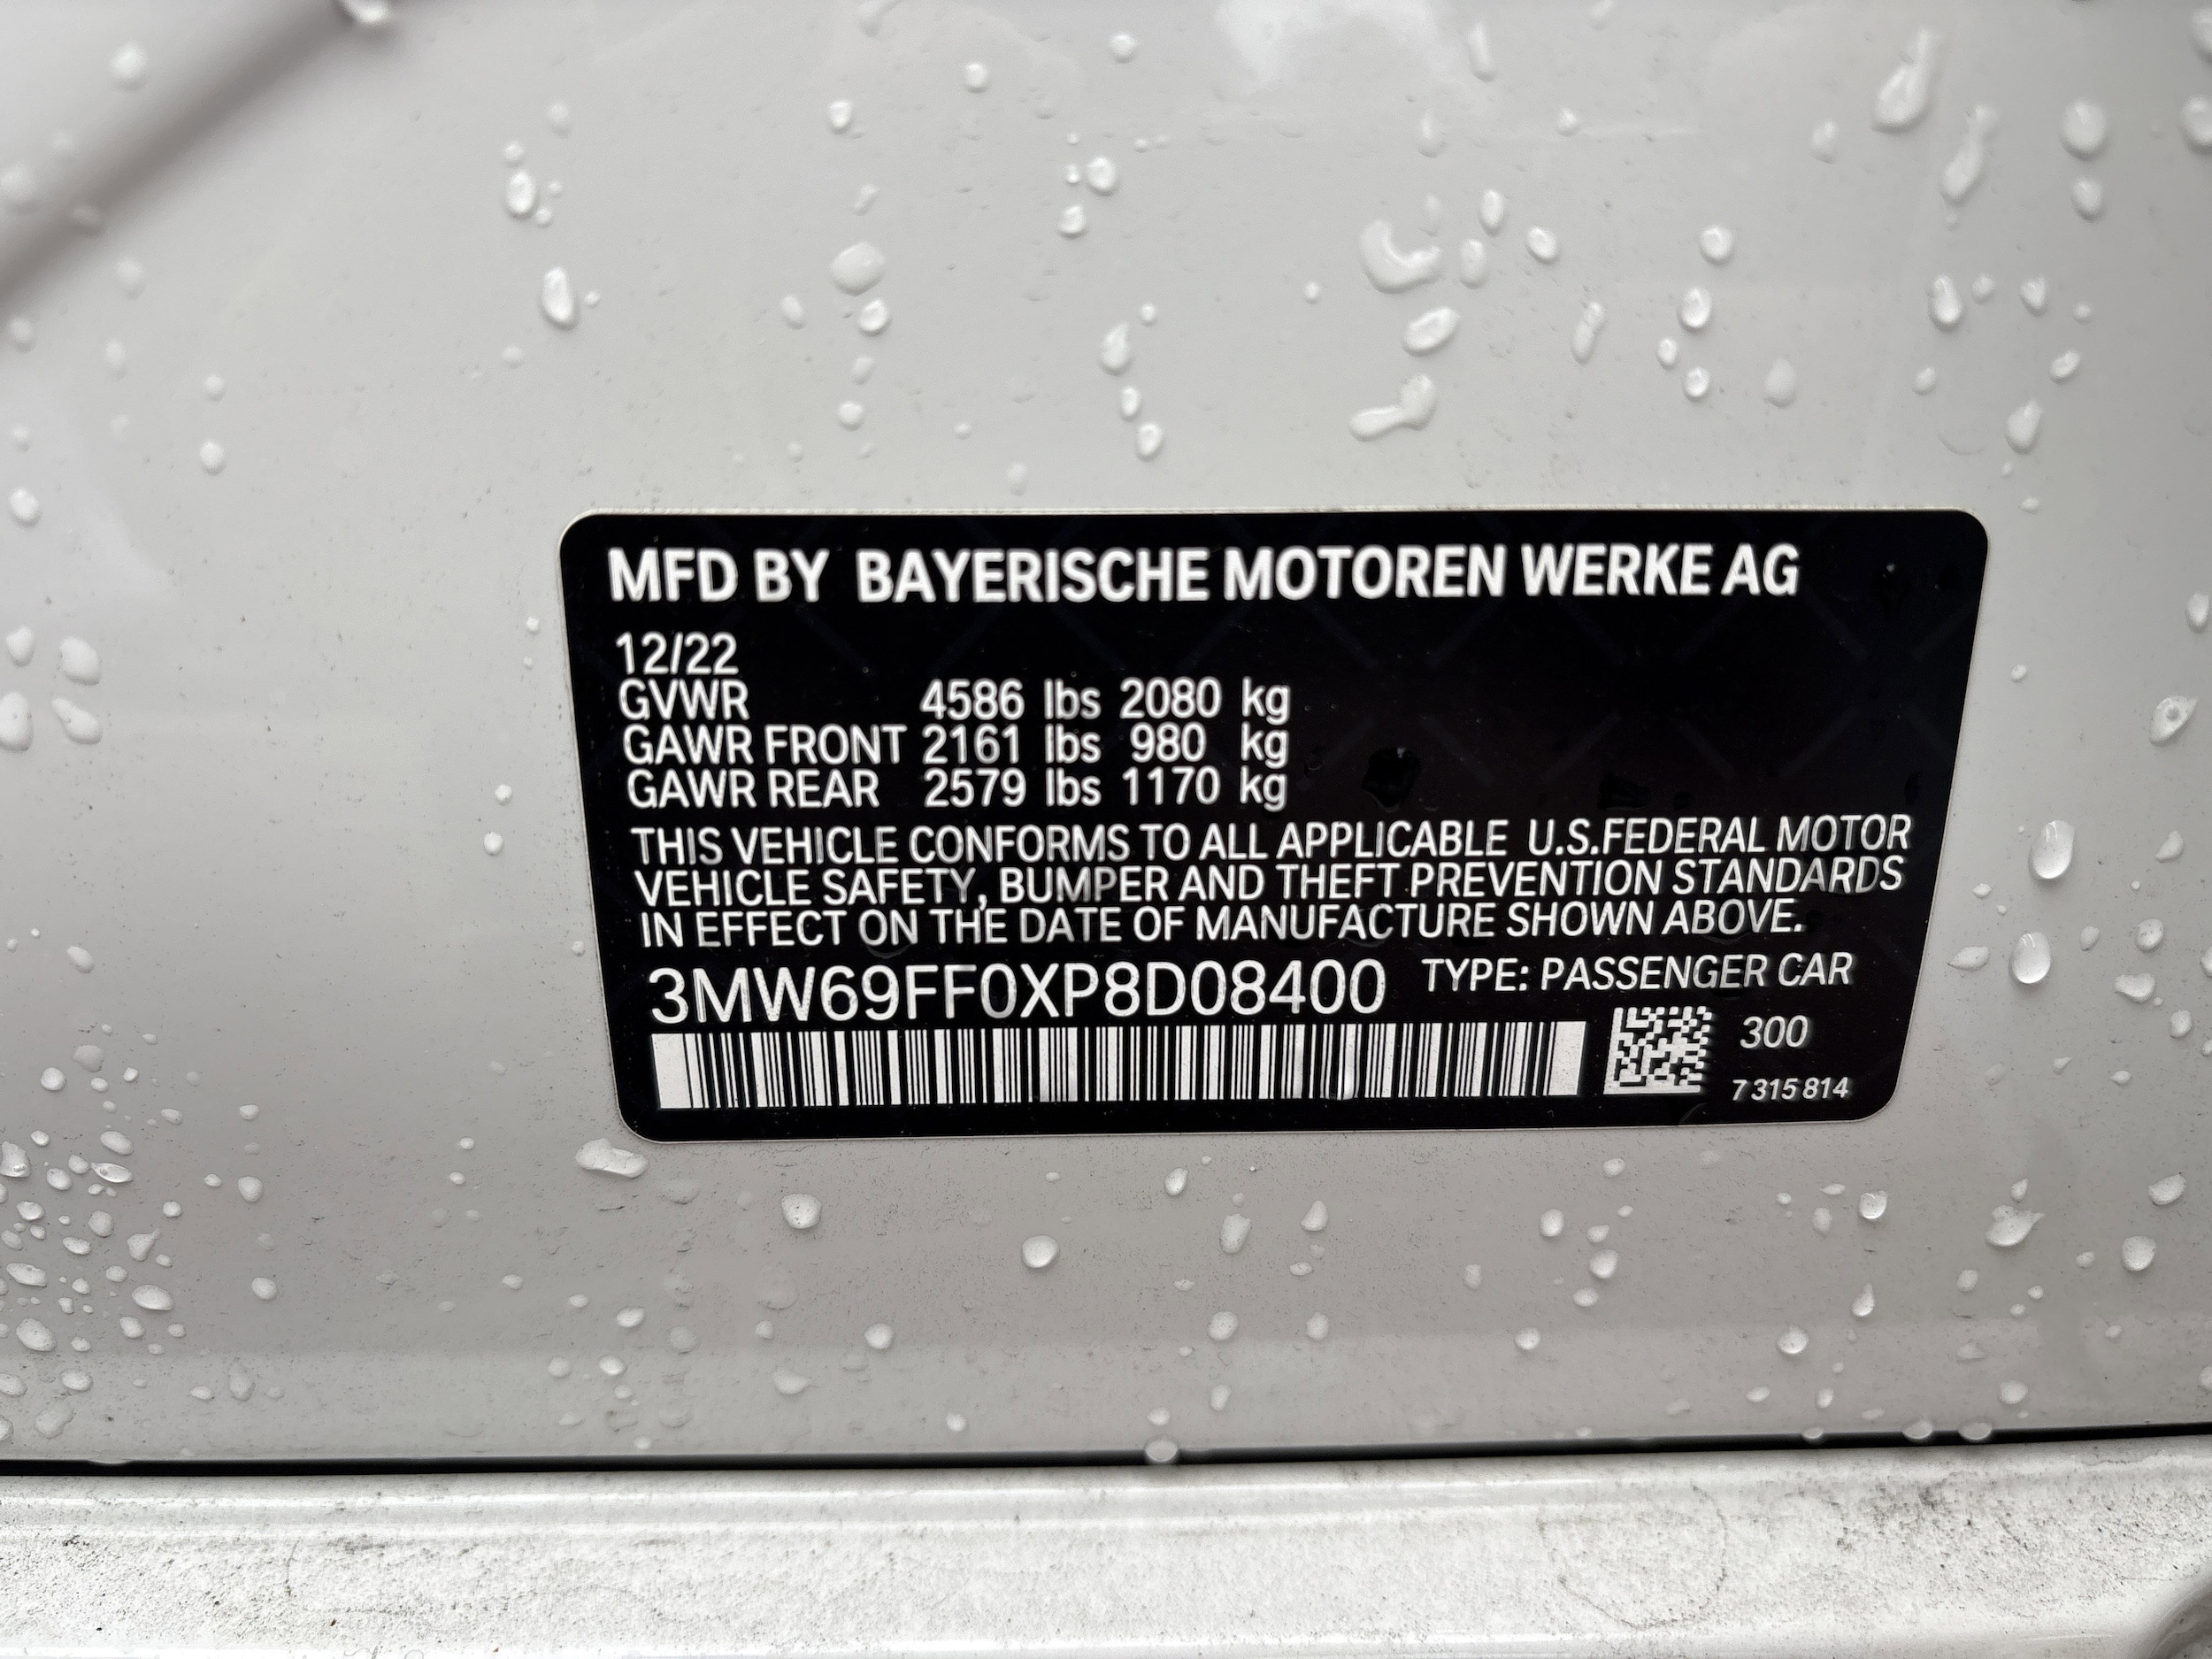 MFD BY BAYERISCHE MOTOREN WERKE AG
12/22
GVWR 4586 lbs 2080 kg
GAWR FRONT 2161 lbs 980 kg
GAWR REAR 2579 lbs 1170 kg
THIS VEHICLE CONFORMS TO ALL APPLICABLE U.S.FEDERAL MOTOR
VEHICLE SAFETY, BUMPER AND THEFT PREVENTION STANDARDS
IN EFFECT ON THE DATE OF MANUFACTURE SHOWN ABOVE.
3MW69FF0XP8D08400 TYPE: PASSENGER CAR
300
7 315 814